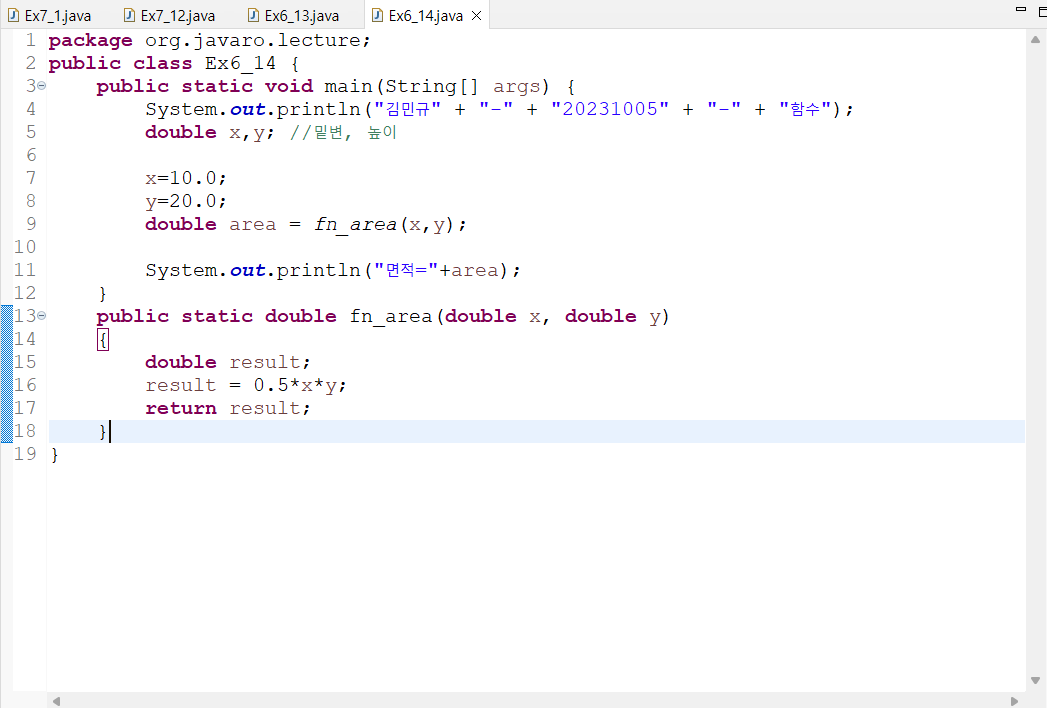 Ex7_1.java Ex7_12.java Ex6_13.java Ex6_14.java
1 package org.javaro.lecture;
2 public class Ex6_14 {
3 public static void main(String[] args) {
4 System.out.println("김민규" + "-" + "20231005" + "-" + "함수");
5 double x,y; //밑변, 높이
6
7 x=10.0;
8 y=20.0;
9 double area = fn_area(x,y);
10
11 System.out.println("면적="+area);
12 }
13 public static double fn_area(double x, double y)
14 {
15 double result;
16 result = 0.5*x*y;
17 return result;
18 }
19 }